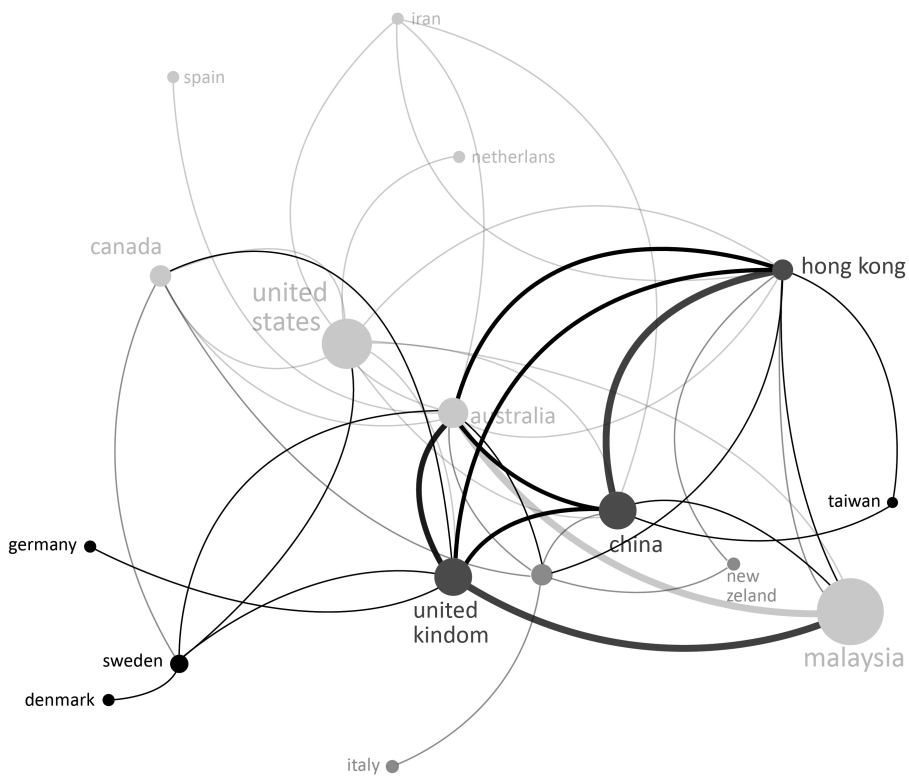 iran
spain
netherlans
canada
hong kong
united
states
australia
taiwan
germany
china
new
zeland
united
kindom
malaysia
sweden
denmark
italy